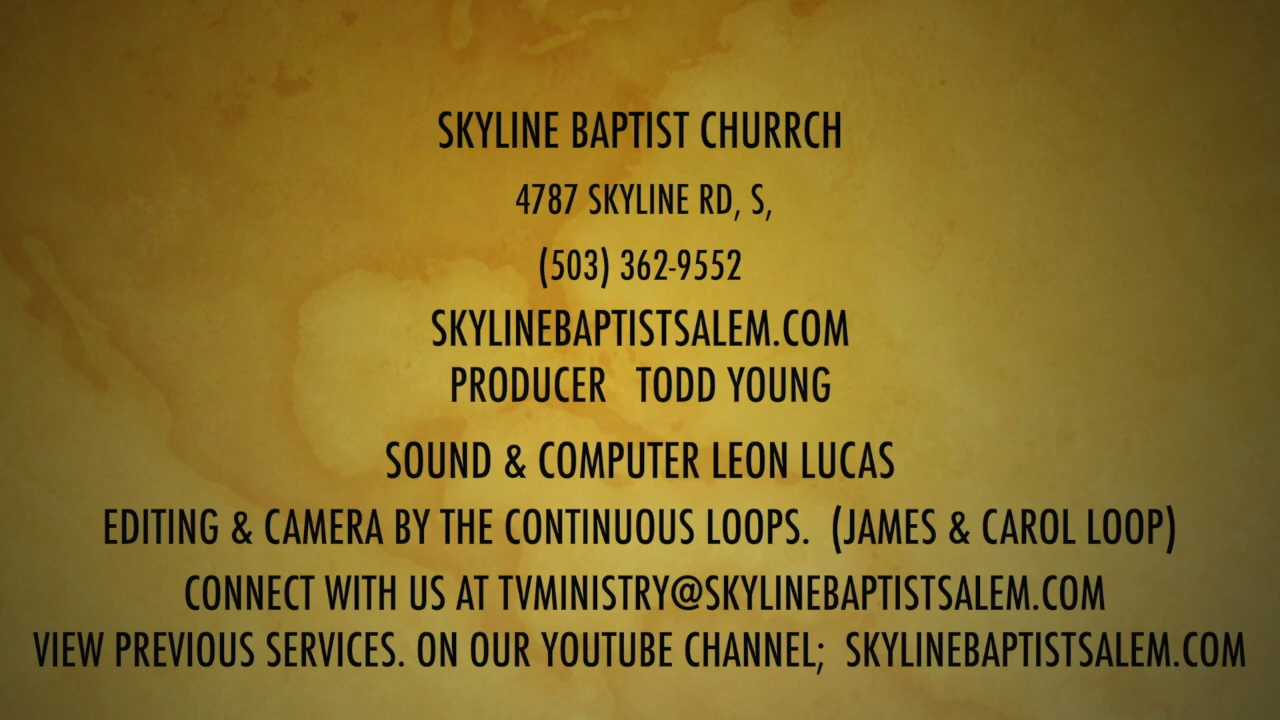 SKYLINE BAPTIST CHURRCH
4787 SKYLINE RD, S,
(503) 362-9552
SKYLINEBAPTISTSALEM.COM
PRODUCER   TODD YOUNG
SOUND & COMPUTER LEON LUCAS
EDITING & CAMERA BY THE CONTINUOUS LOOPS.  (JAMES & CAROL LOOP)
CONNECT WITH US AT TVMINISTRY@SKYLINEBAPTISTSALEM.COM
VIEW PREVIOUS SERVICES. ON OUR YOUTUBE CHANNEL;  SKYLINEBAPTISTSALEM.COM